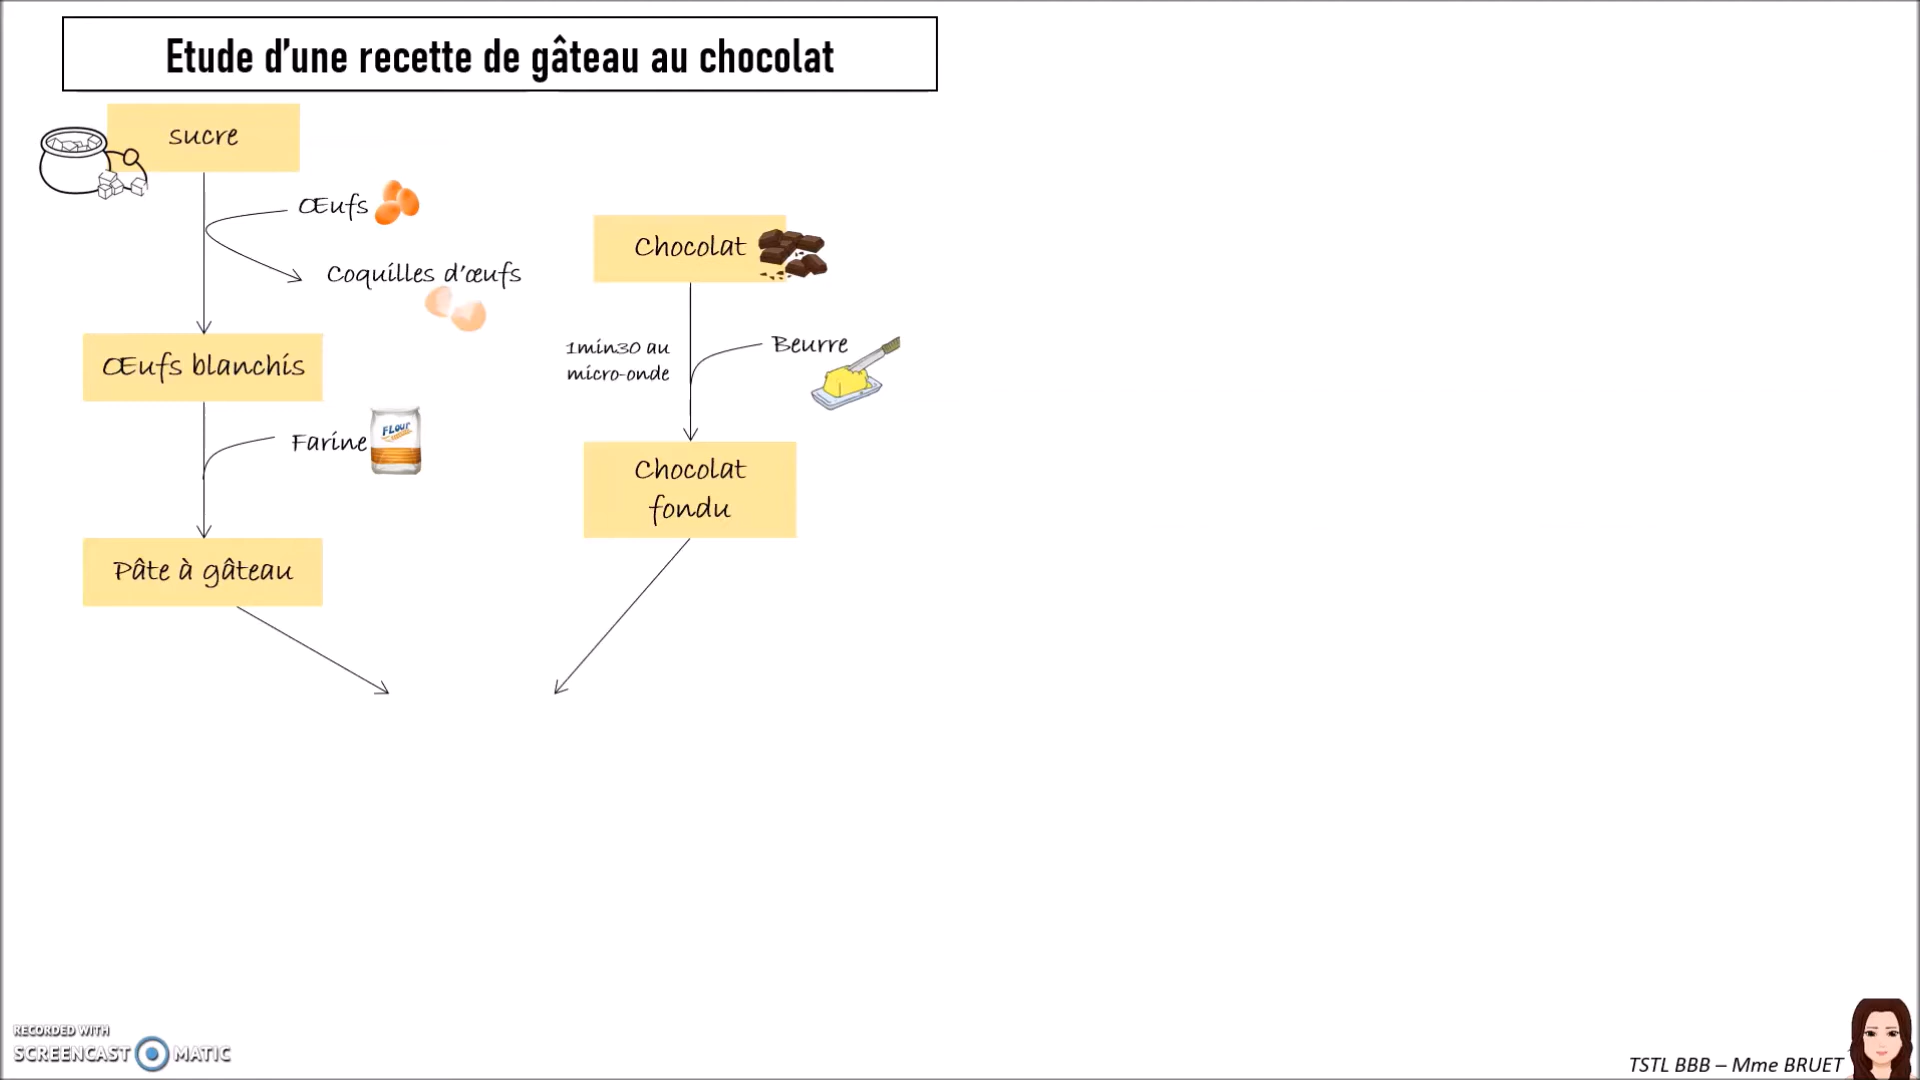 Etude d'une recette de gâteau au chocolat
sucre
Œufs
Coquilles d'œufs
Œufs blanchis
Farine
FLour
Pâte à gâteau
Chocolat
1min30 au
micro-onde
Beurre
Chocolat
fondu
RECORDED WITH
SCREENCAST MATIC
TSTL BBB – Mme BRUET